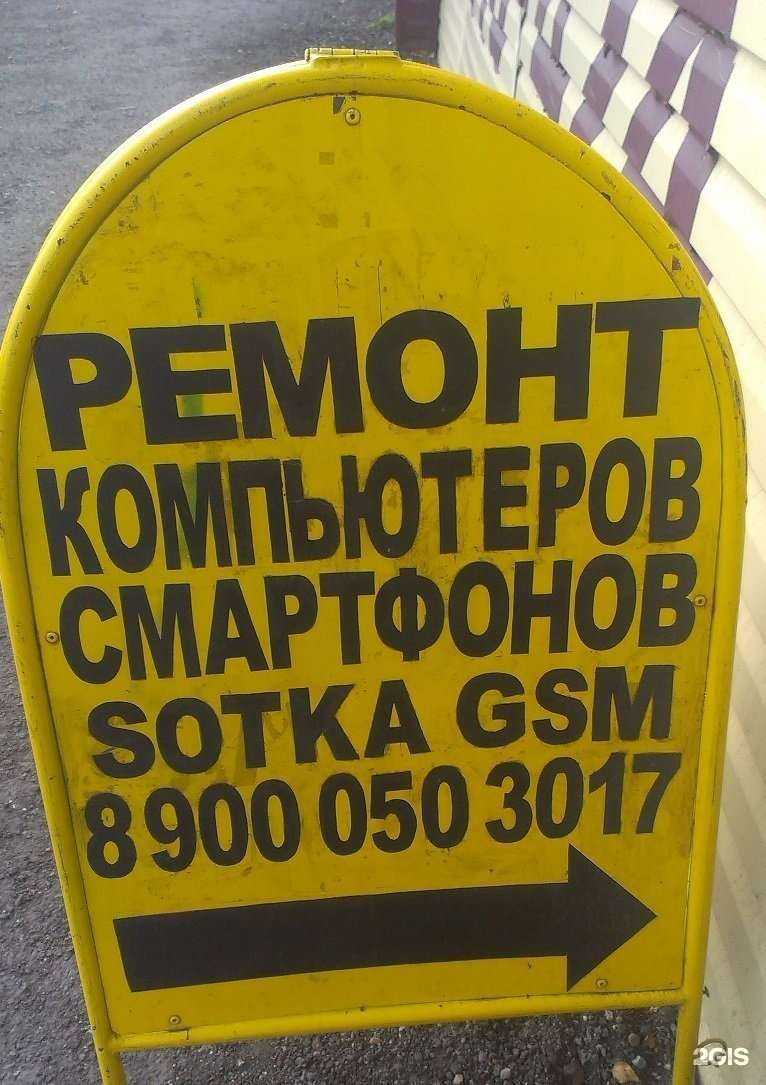 РЕМОНТ
КОМПЬЮТЕРОВ
СМАРТФОНОВ
SOTKA GSM
8 900 050 3017
2GIS